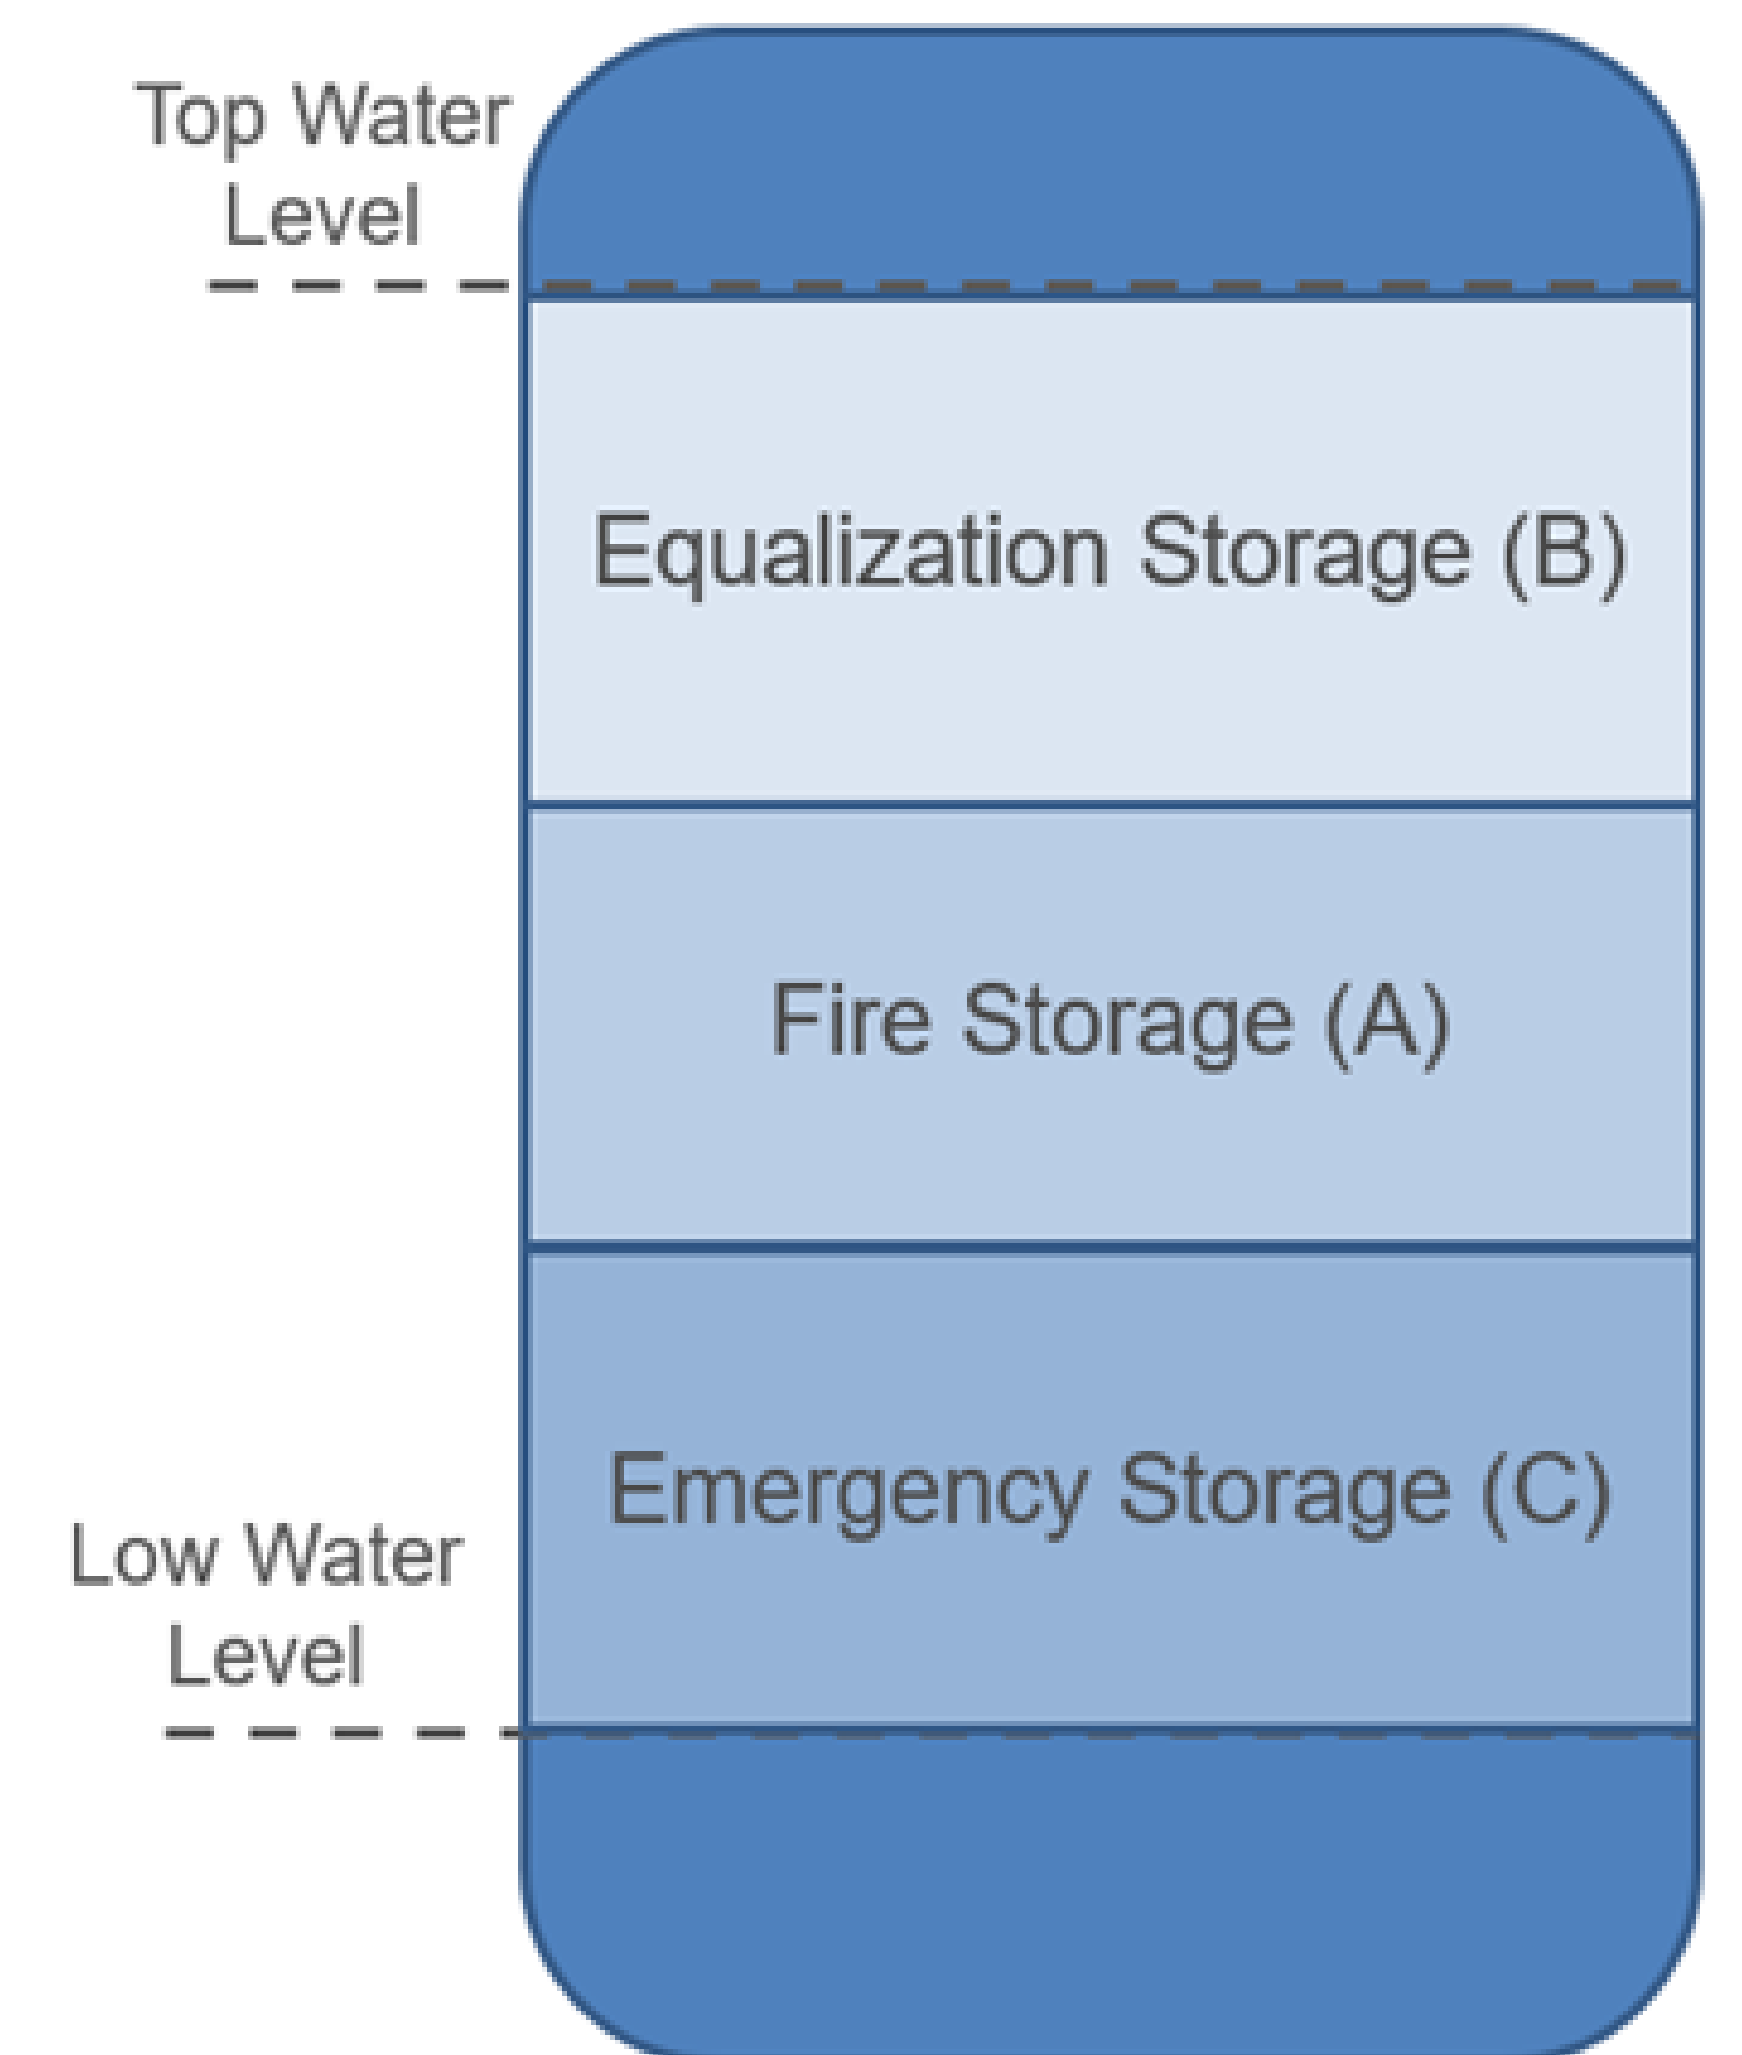 Top Water
Level
Equalization Storage (B)
Fire Storage (A)
Emergency Storage (C)
Low Water
Level